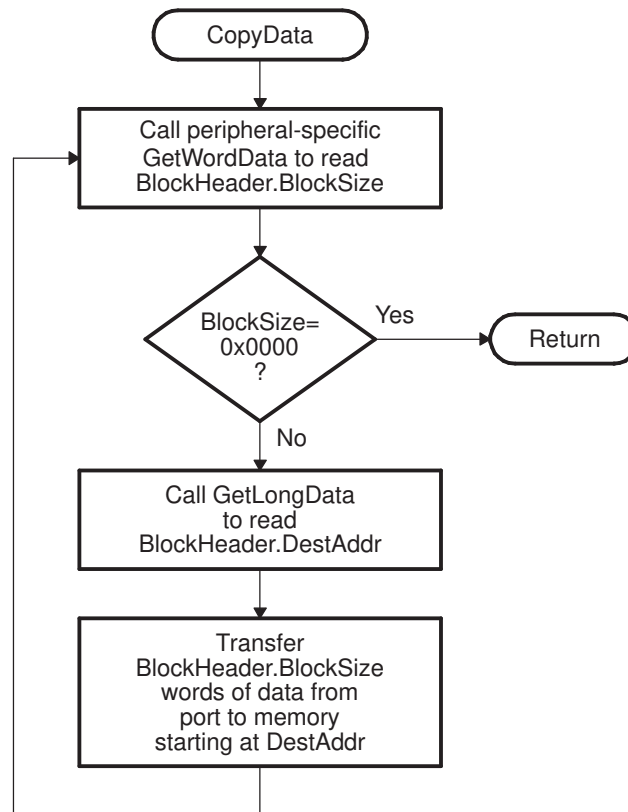 CopyData
Call peripheral-specific
GetWordData to read
BlockHeader.BlockSize
BlockSize=
0x0000
?
Yes
Return
No
Call GetLongData
to read
BlockHeader.DestAddr
Transfer
BlockHeader.BlockSize
words of data from
port to memory
starting at DestAddr